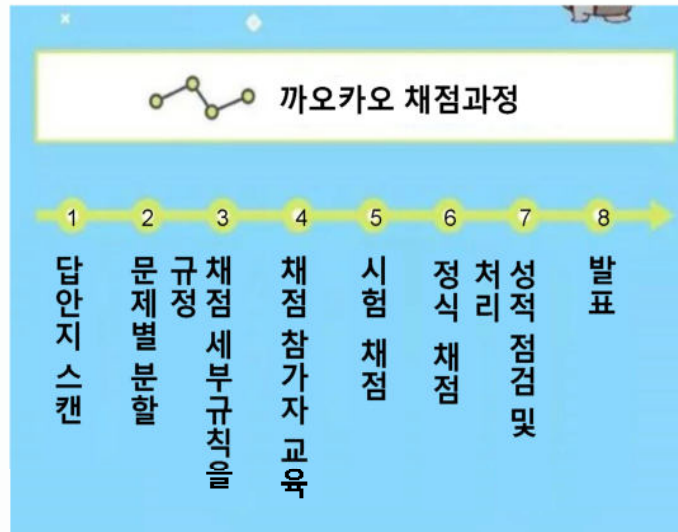 까오카오 채점과정
1
2
3
4
5
6
7
8
답안지 스캔
문제별 분할
채점 세부규칙을
규정
채점 참가자 교육
시험 채점
정식 채점
성적 점검 및
처리
발표